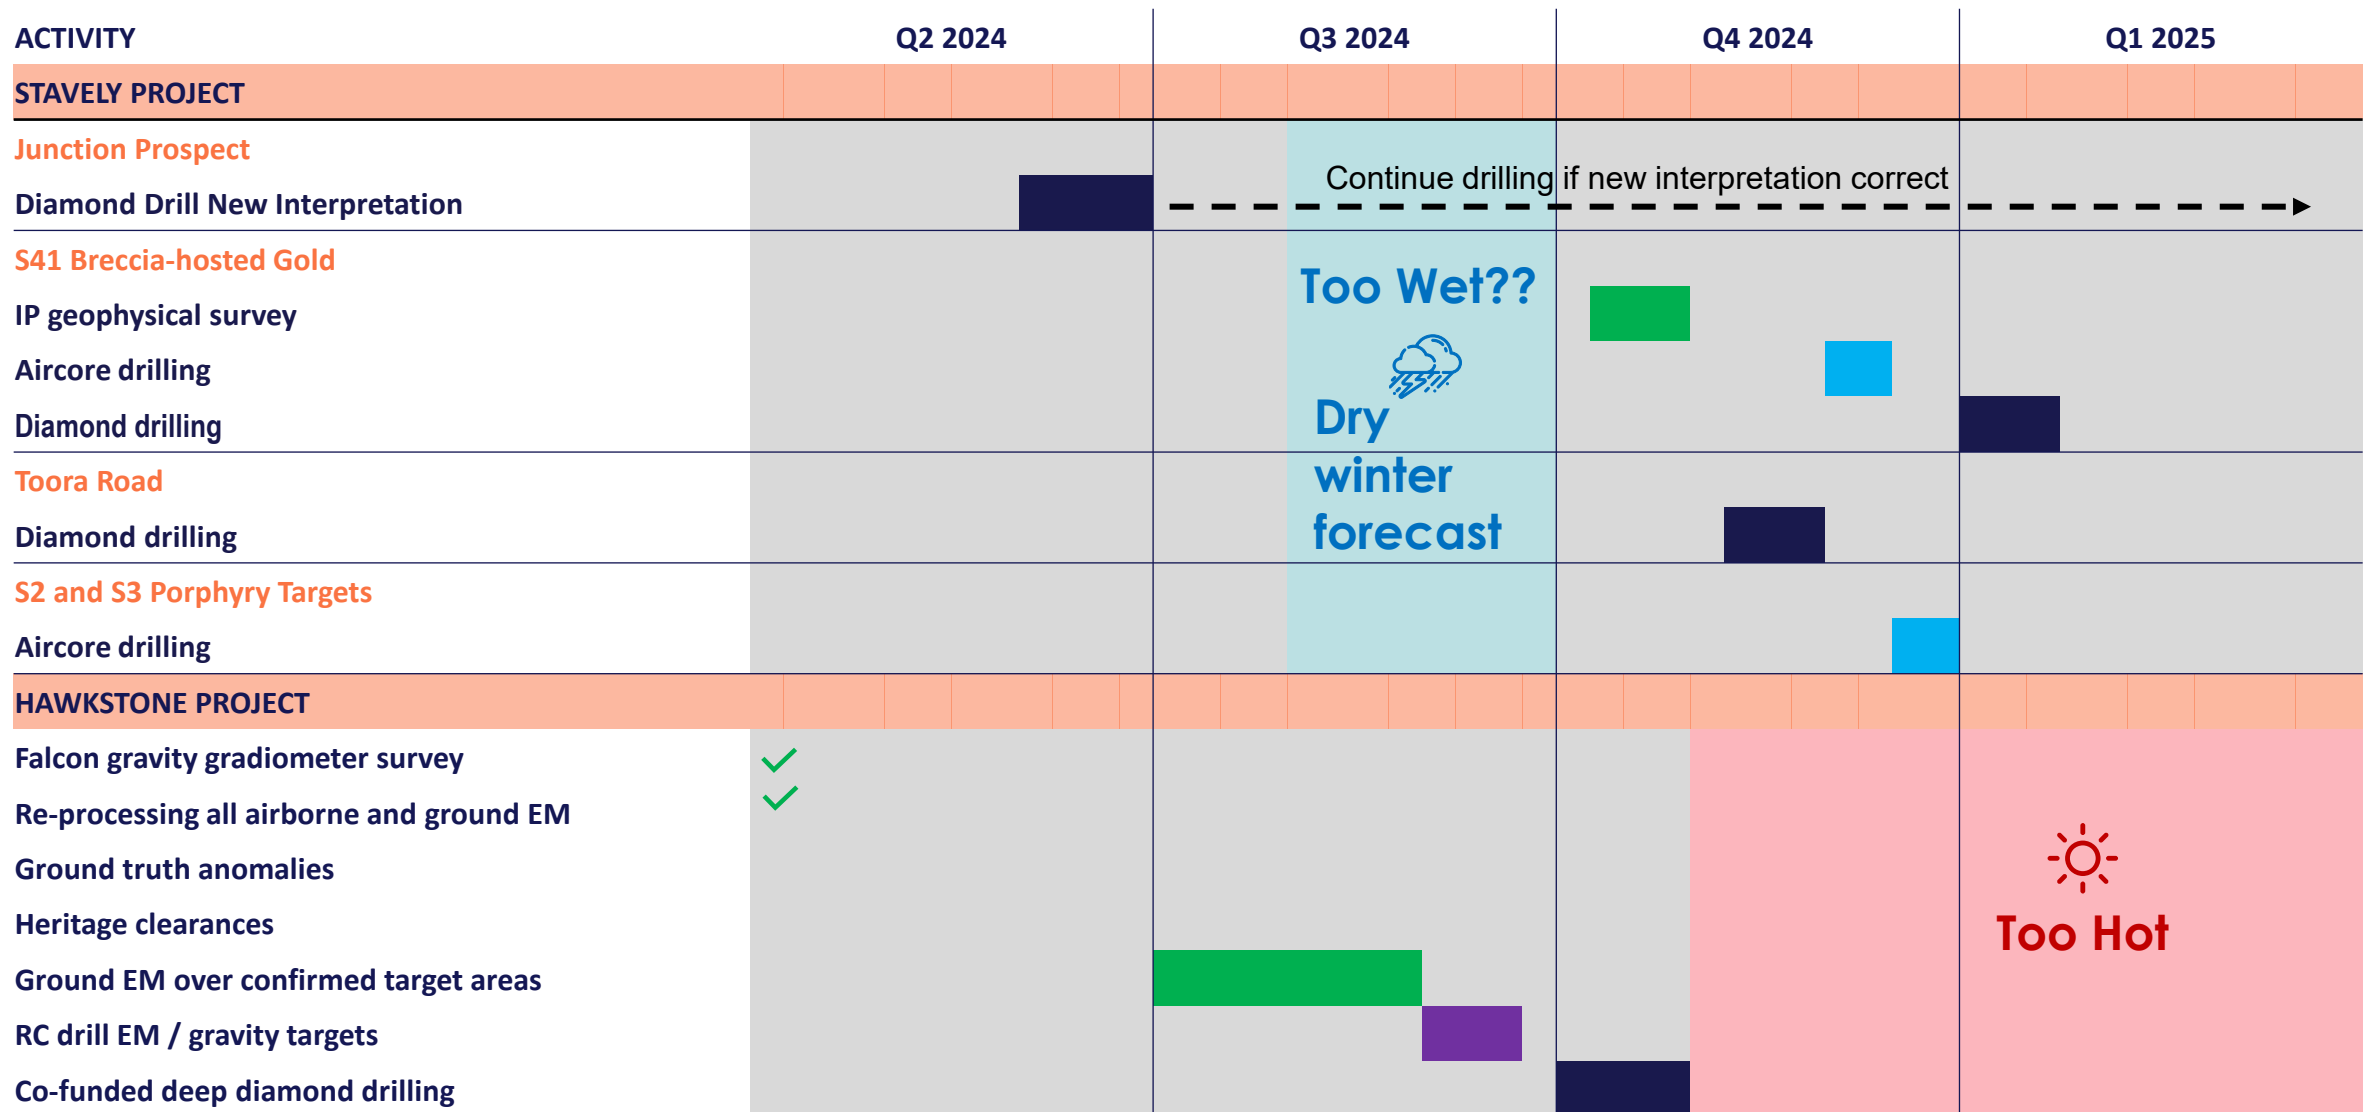 ACTIVITY Q2 2024 Q3 2024 Q4 2024 Q1 2025
STAVELY PROJECT
Junction Prospect
Continue drilling if new interpretation correct
Diamond Drill New Interpretation
S41 Breccia-hosted Gold
Too Wet??
IP geophysical survey
Aircore drilling
Dry
Diamond drilling
winter
Toora Road
forecast
Diamond drilling
S2 and S3 Porphyry Targets
Aircore drilling
HAWKSTONE PROJECT
Falcon gravity gradiometer survey
Re-processing all airborne and ground EM
Ground truth anomalies
Heritage clearances
Too Hot
Ground EM over confirmed target areas
RC drill EM / gravity targets
Co-funded deep diamond drilling